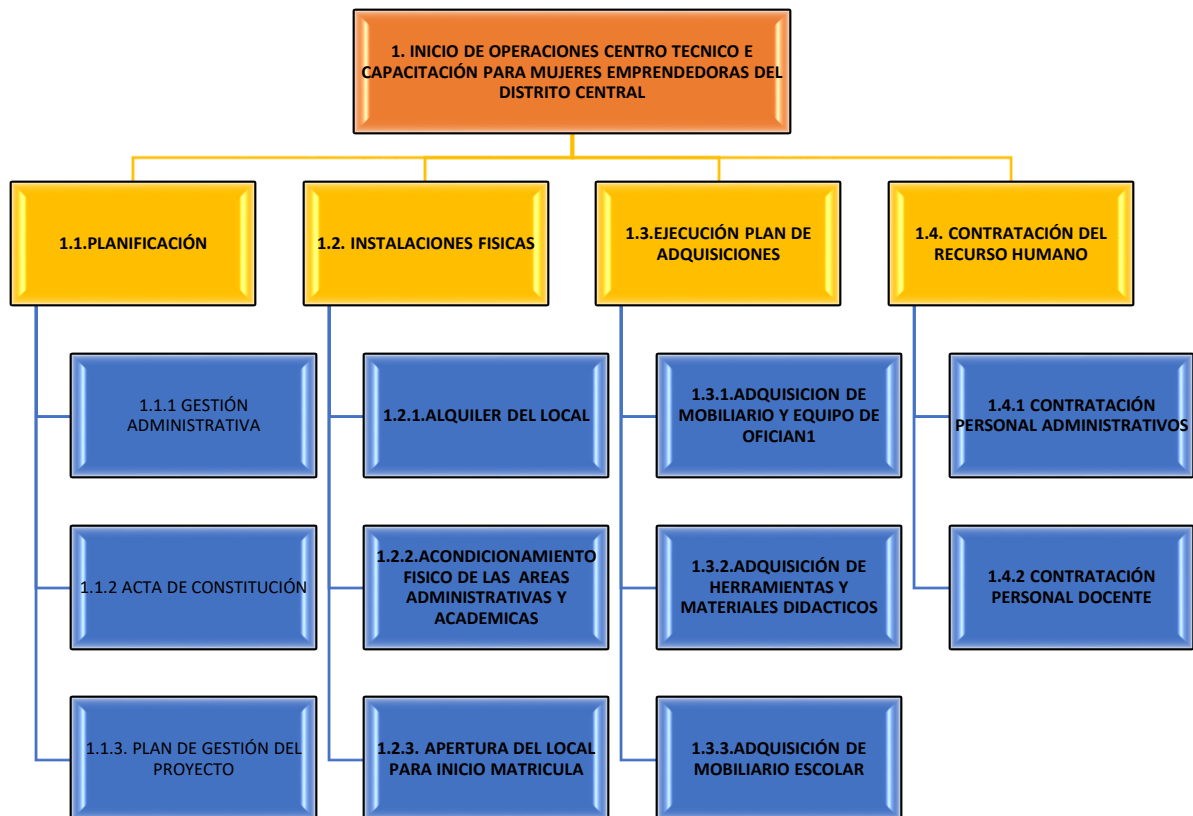 1. INICIO DE OPERACIONES CENTRO TECNICO E
CAPACITACIÓN PARA MUJERES EMPRENDEDORAS DEL
DISTRITO CENTRAL
1.1.PLANIFICACIÓN
1.1.1 GESTIÓN
ADMINISTRATIVA
1.1.2 ACTA DE CONSTITUCIÓN
1.1.3. PLAN DE GESTIÓN DEL
PROYECTO
1.2. INSTALACIONES FISICAS
1.2.1.ALQUILER DEL LOCAL
1.2.2.ACONDICIONAMIENTO
FISICO DE LAS AREAS
ADMINISTRATIVAS Y
ACADEMICAS
1.2.3. APERTURA DEL LOCAL
PARA INICIO MATRICULA
1.3.EJECUCIÓN PLAN DE
ADQUISICIONES
1.3.1.ADQUISICION DE
MOBILIARIO Y EQUIPO DE
OFICIAN1
1.3.2.ADQUISICIÓN DE
HERRAMIENTAS Y
MATERIALES DIDACTICOS
1.3.3.ADQUISICIÓN DE
MOBILIARIO ESCOLAR
1.4. CONTRATACIÓN DEL
RECURSO HUMANO
1.4.1 CONTRATACIÓN
PERSONAL ADMINISTRATIVOS
1.4.2 CONTRATACIÓN
PERSONAL DOCENTE